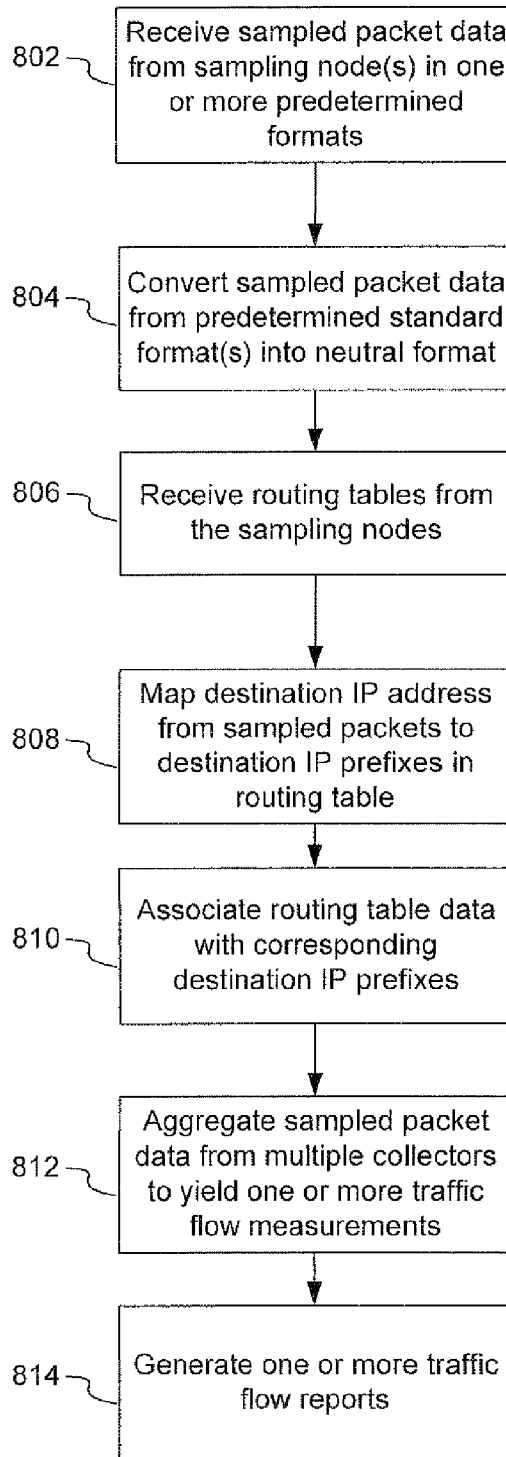 802
Receive sampled packet data
from sampling node(s) in one
or more predetermined
formats
804
Convert sampled packet data
from predetermined standard
format(s) into neutral format
806
Receive routing tables from
the sampling nodes
808
Map destination IP address
from sampled packets to
destination IP prefixes in
routing table
810
Associate routing table data
with corresponding
destination IP prefixes
812
Aggregate sampled packet
data from multiple collectors
to yield one or more traffic
flow measurements
814
Generate one or more traffic
flow reports